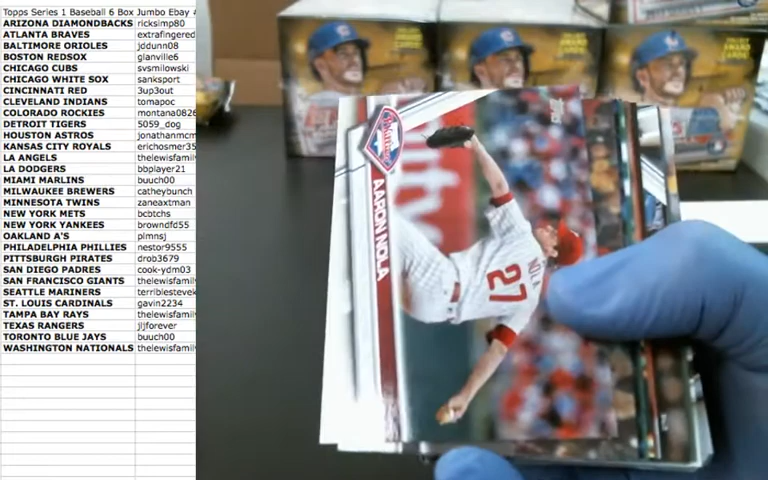 Topps Series 1 Baseball 6 Box Jumbo Ebay
ARIZONA DIAMONDBACKS ricksimp80
ATLANTA BRAVES extrafingered
BALTIMORE ORIOLES jddunn08
BOSTON REDSOX glanville6
CHICAGO CUBS svsmilowski
CHICAGO WHITE SOX sanksport
CINCINNATI RED 3up3out
CLEVELAND INDIANS tomapoc
COLORADO ROCKIES montana0826
DETROIT TIGERS 5059_dog
HOUSTON ASTROS jonathanmcm
KANSAS CITY ROYALS erichosmer35
LA ANGELS thelewisfamil
LA DODGERS bbplayer21
MIAMI MARLINS buuch00
MILWAUKEE BREWERS catheybunch
MINNESOTA TWINS zaneaxtman
NEW YORK METS bcbtchs
NEW YORK YANKEES browndfd55
OAKLAND A'S plmnsj
PHILADELPHIA PHILLIES nestor9555
PITTSBURGH PIRATES drob3679
SAN DIEGO PADRES cook-ydm03
SAN FRANCISCO GIANTS thelewisfamil
SEATTLE MARINERS terriblestevek
ST. LOUIS CARDINALS gavin2234
TAMPA BAY RAYS thelewisfamil
TEXAS RANGERS jljforever
TORONTO BLUE JAYS buuch00
WASHINGTON NATIONALS thelewisfamil
Phillies
AARON NOLA
NOLA
27